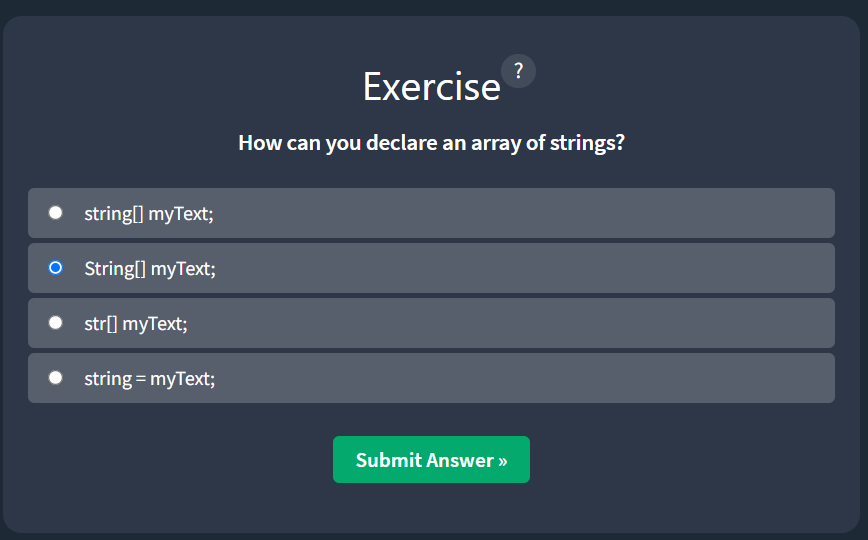 Exercise ?
How can you declare an array of strings?
string[] myText;
String[] myText;
str[] myText;
string = myText;
Submit Answer »